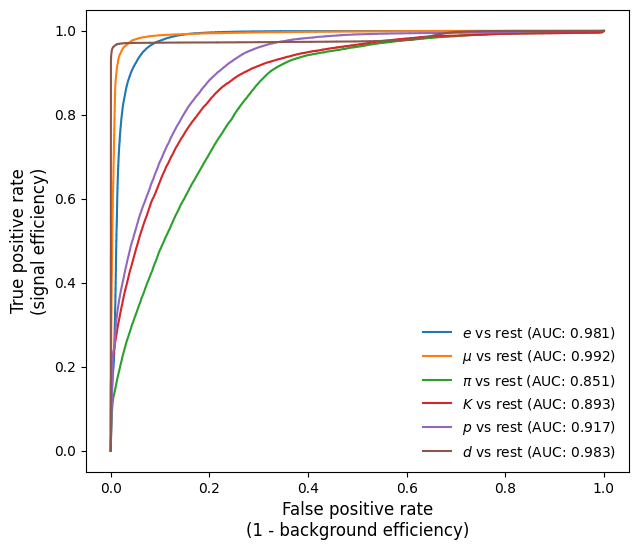 True positive rate
(signal efficiency)
1.0
0.8
0.6
0.4
0.2
0.0
e vs rest (AUC: 0.981)
μ vs rest (AUC: 0.992)
π vs rest (AUC: 0.851)
K vs rest (AUC: 0.893)
p vs rest (AUC: 0.917)
d vs rest (AUC: 0.983)
0.0 0.2 0.4 0.6 0.8 1.0
False positive rate
(1 - background efficiency)